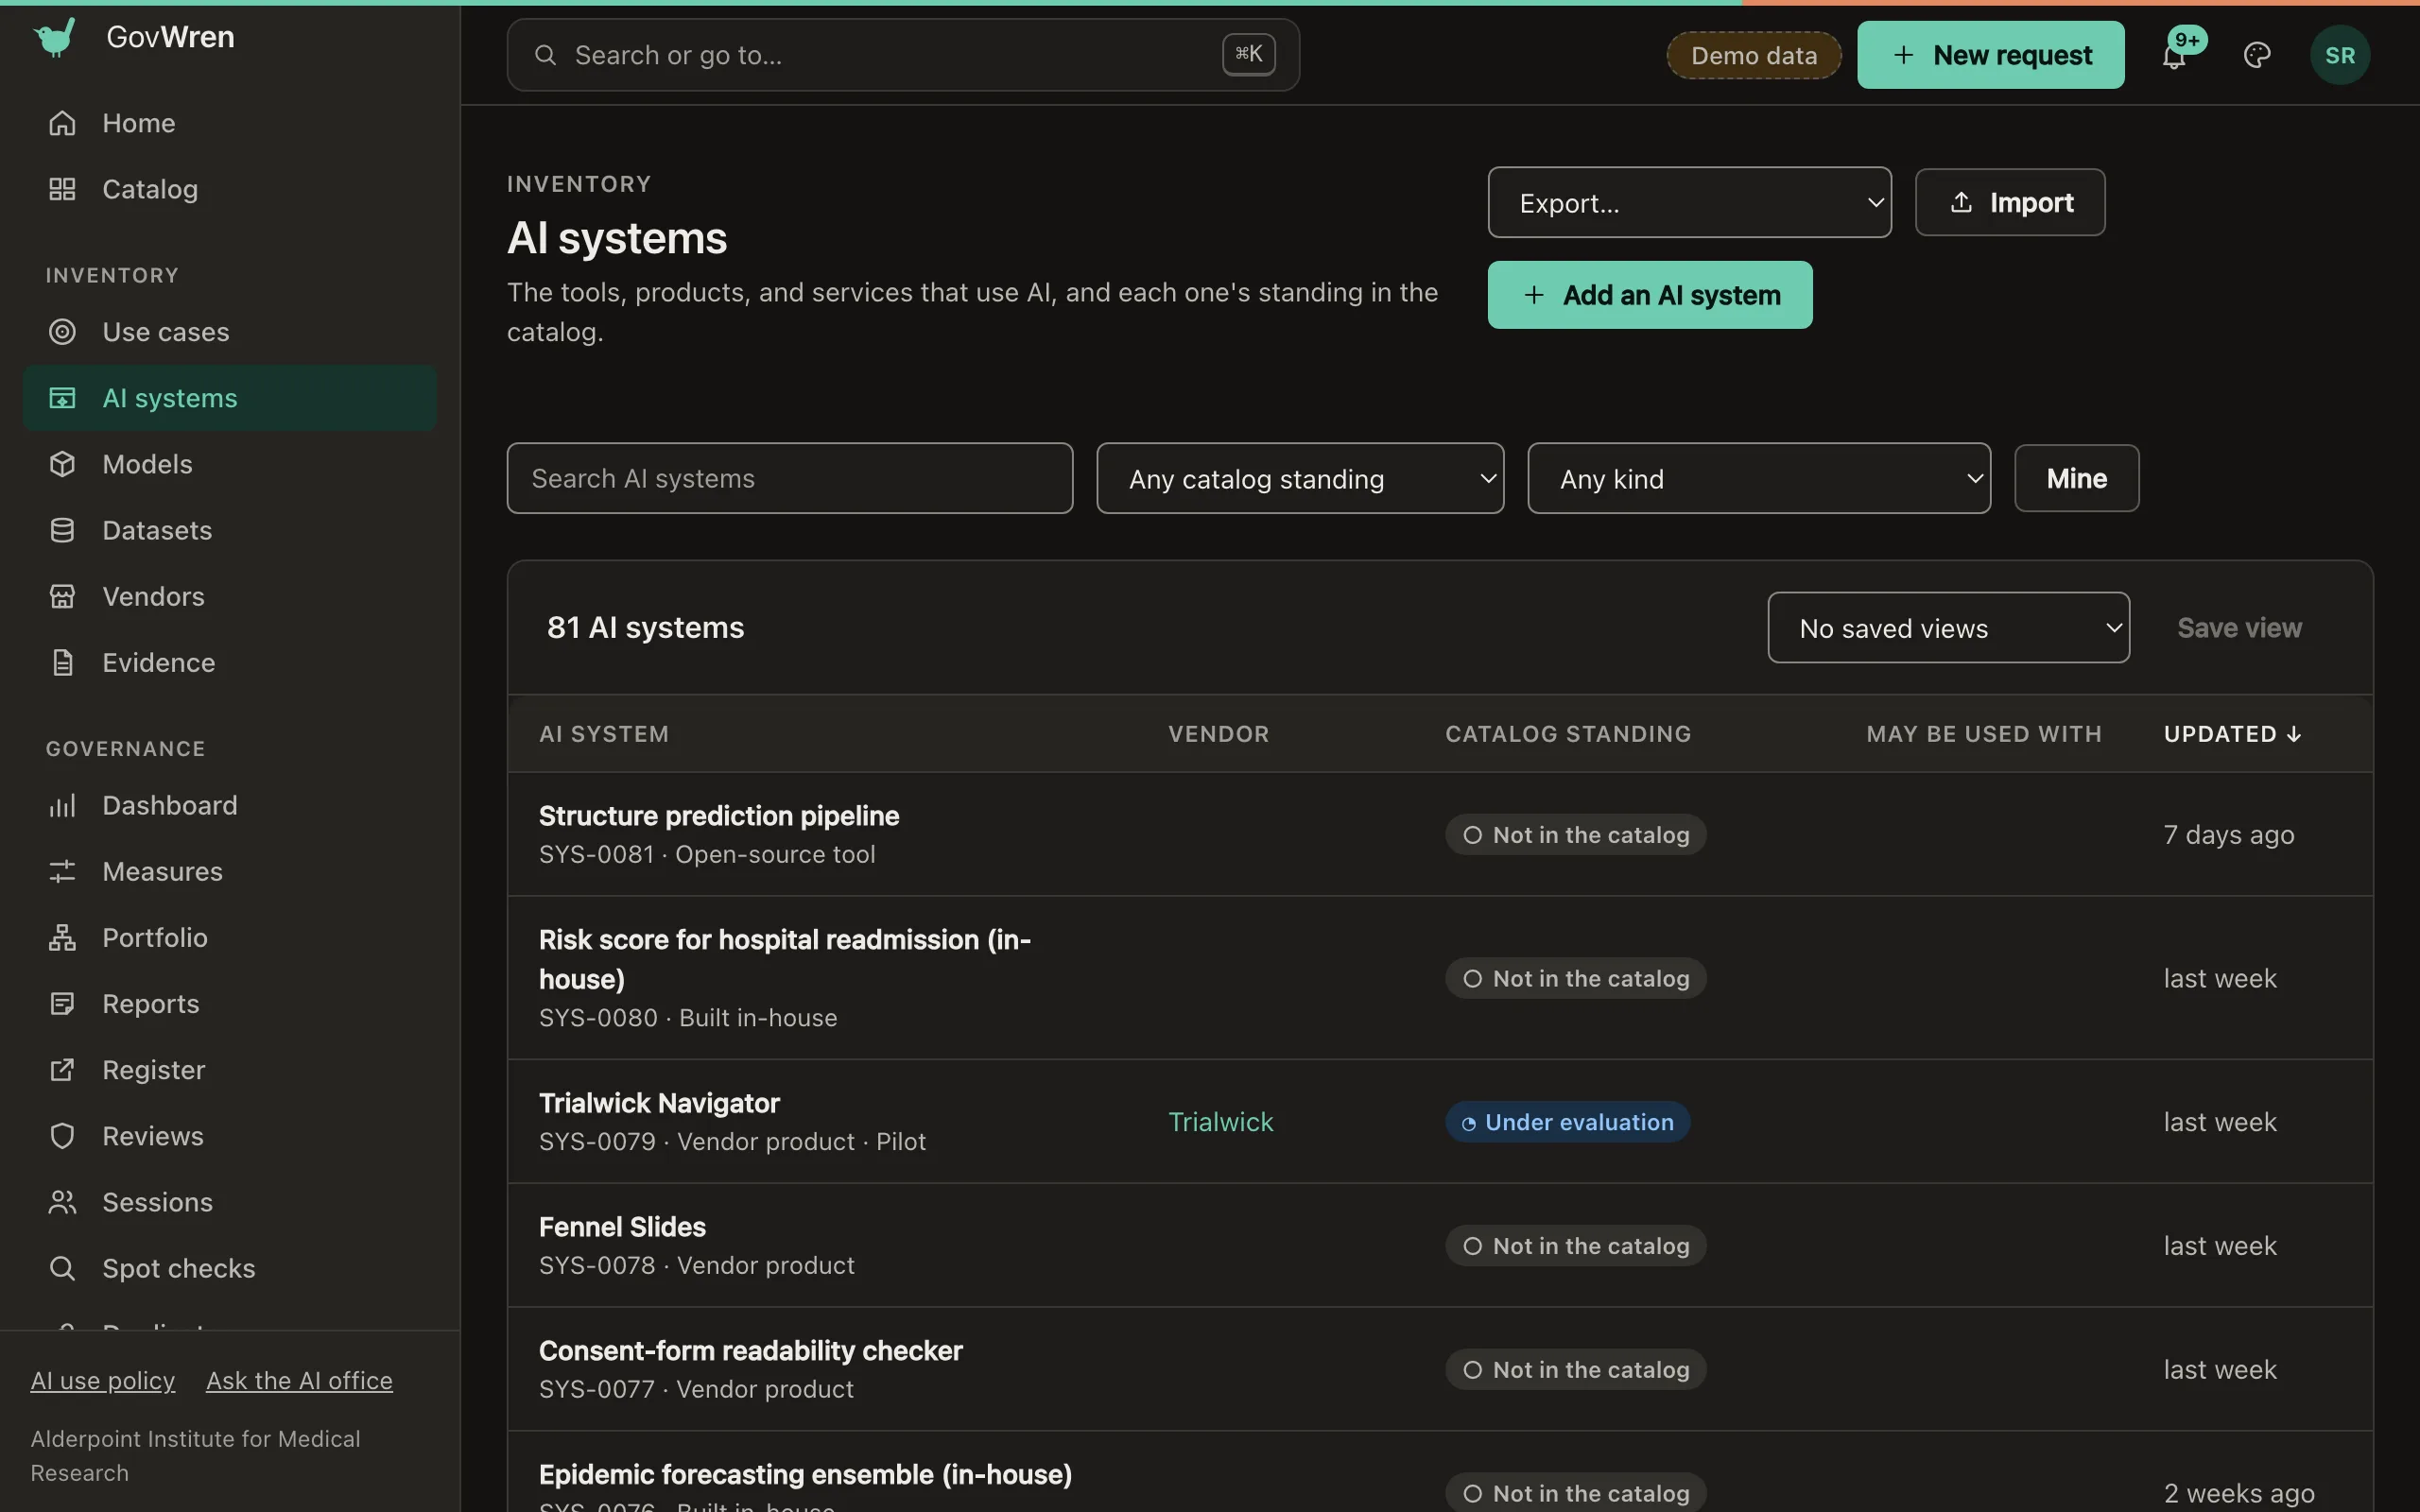 GovWren
Search or go to...
⌘K
Demo data
+ New request
9+
SR
Home
Catalog
INVENTORY
Use cases
AI systems
Models
Datasets
Vendors
Evidence
GOVERNANCE
Dashboard
Measures
Portfolio
Reports
Register
Reviews
Sessions
Spot checks
AI use policy
Ask the AI office
Alderpoint Institute for Medical
Research
INVENTORY
AI systems
The tools, products, and services that use AI, and each one's standing in the
catalog.
Export...
Import
+ Add an AI system
Search AI systems
Any catalog standing
Any kind
Mine
81 AI systems
No saved views
Save view
AI SYSTEM
VENDOR
CATALOG STANDING
MAY BE USED WITH
UPDATED ↓
Structure prediction pipeline
SYS-0081 · Open-source tool
Not in the catalog
7 days ago
Risk score for hospital readmission (in-
house)
SYS-0080 · Built in-house
Not in the catalog
last week
Trialwick Navigator
SYS-0079 · Vendor product · Pilot
Trialwick
Under evaluation
last week
Fennel Slides
SYS-0078 · Vendor product
Not in the catalog
last week
Consent-form readability checker
SYS-0077 · Vendor product
Not in the catalog
last week
Epidemic forecasting ensemble (in-house)
SYS-0076 · Built in-house
Not in the catalog
2 weeks ago